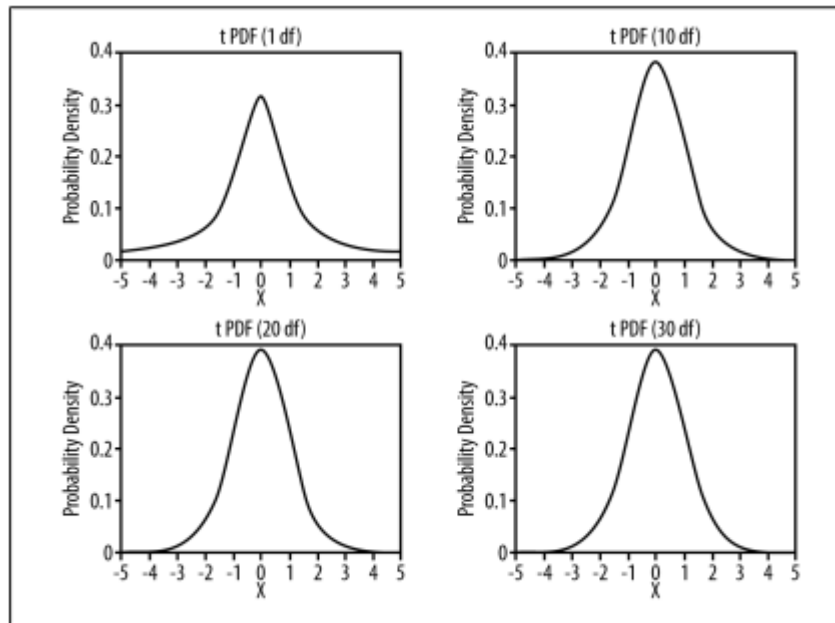 t PDF (1 df)
0.4
0.3
0.2
0.1
0
Probability Density
-5 -4 -3 -2 -1 0 1 2 3 4 5
X
t PDF (10 df)
0.4
0.3
0.2
0.1
0
Probability Density
-5 -4 -3 -2 -1 0 1 2 3 4 5
X
t PDF (20 df)
0.4
0.3
0.2
0.1
0
Probability Density
-5 -4 -3 -2 -1 0 1 2 3 4 5
X
t PDF (30 df)
0.4
0.3
0.2
0.1
0
Probability Density
-5 -4 -3 -2 -1 0 1 2 3 4 5
X